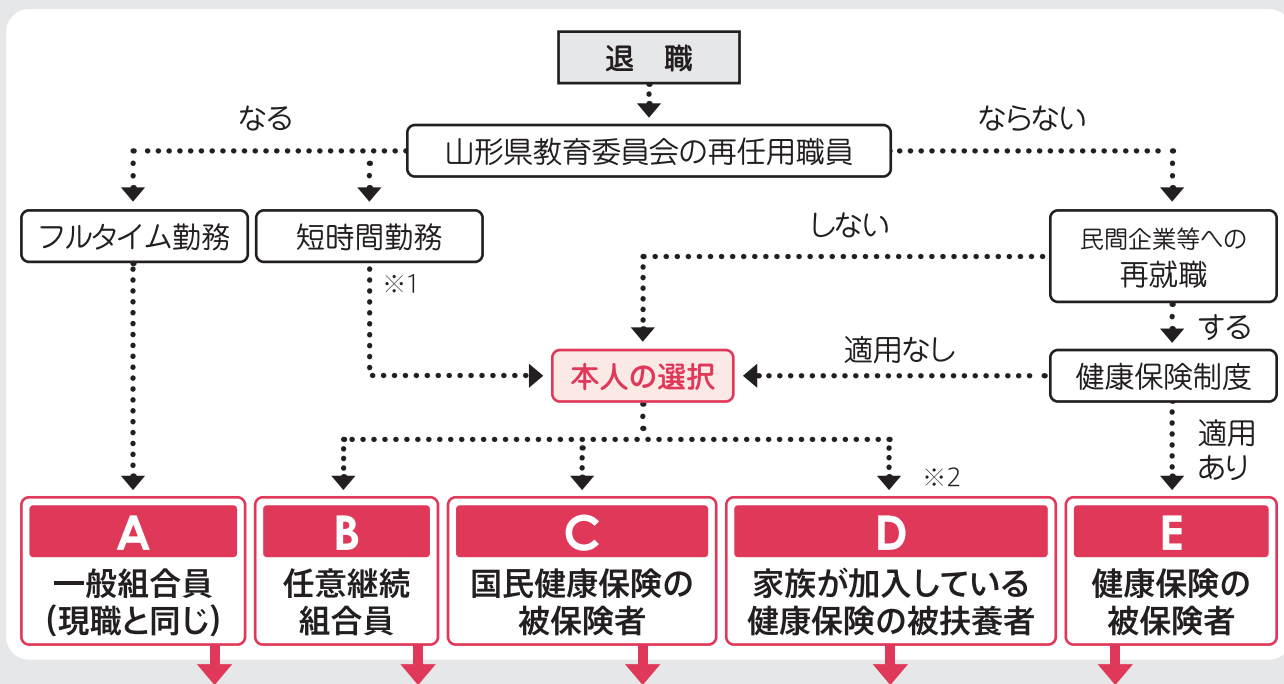 退 職
なる
ならない
山形県教育委員会の再任用職員
フルタイム勤務
短時間勤務
※1
しない
民間企業等への
再就職
する
本人の選択
適用なし
健康保険制度
適用
あり
※2
A
一般組合員
(現職と同じ)
B
任意継続
組合員
C
国民健康保険の
被保険者
D
家族が加入している
健康保険の被扶養者
E
健康保険の
被保険者